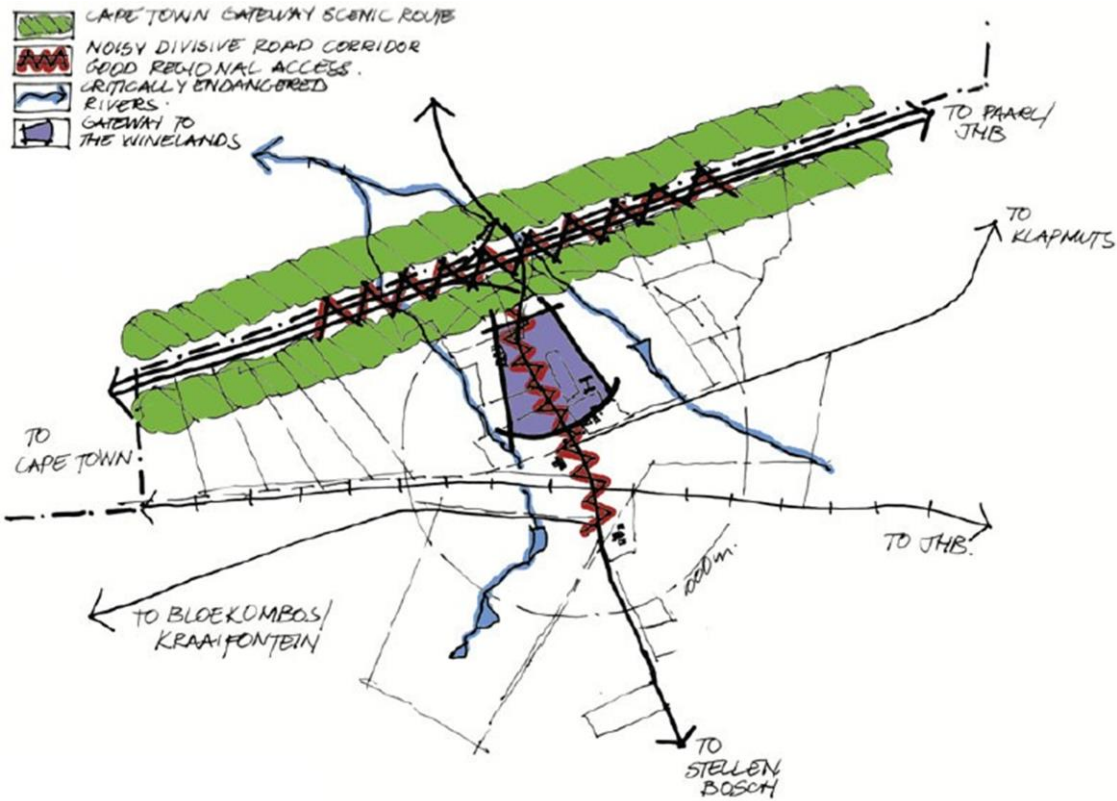 CAPE TOWN GATEWAY SCENIC ROUTE
NOISY DIVISIVE ROAD CORRIDOR
GOOD REGIONAL ACCESS.
CRITICALLY ENDANGERED
RIVERS.
GATEWAY TO
THE WINELANDS
TO PAARL/
JHB
TO
KLAPMUTS
TO
CAPE TOWN
TO JHB.
TO BLOEKOMBOS/
KRAAIFONTEIN
TO
STELLEN
BOSCH